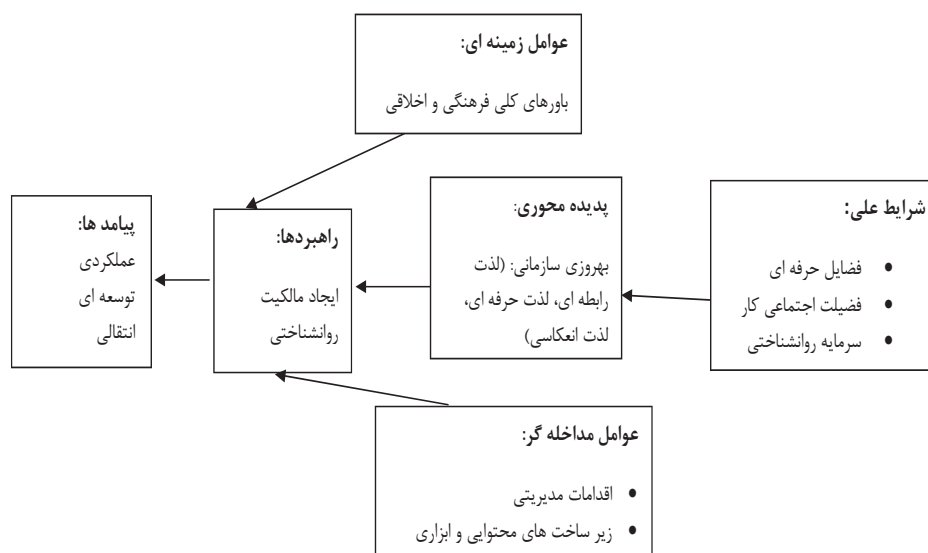 عوامل زمینه ای:
باورهای کلی فرهنگی و اخلاقی
شرایط علی:
• فضایل حرفه ای
• فضیلت اجتماعی کار
• سرمایه روانشناختی
پدیده محوری:
بهروزی سازمانی: (لذت
رابطه ای، لذت حرفه ای،
لذت انعکاسی)
راهبردها:
ایجاد مالکیت
روانشناختی
پیامد ها:
عملکردی
توسعه ای
انتقالی
عوامل مداخله گر:
• اقدامات مدیریتی
• زیر ساخت های محتوایی و ابزاری